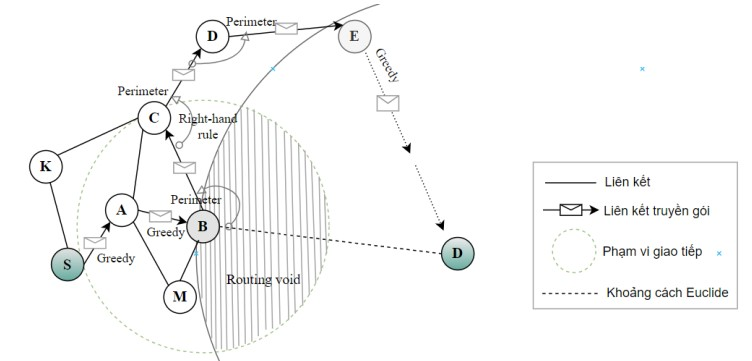 Perimeter
D
E
Greedy
Perimeter
C
Right-hand
rule
K
Perimeter
A
Greedy
B
S
Greedy
D
Routing void
M
Liên kết
Liên kết truyền gói
Phạm vi giao tiếp
Khoảng cách Euclide